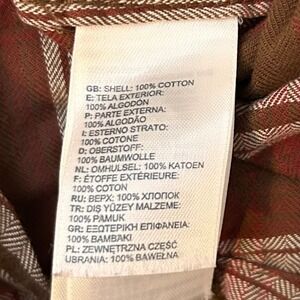 GB: SHELL: 100% COTTON
E: TELA EXTERIOR:
100% ALGODÓN
P: PARTE EXTERNA:
100% ALGODÃO
I: ESTERNO STRATO:
100% COTONE
D: OBERSTOFF:
100% BAUMWOLLE
NL: OMHULSEL: 100% KATOEN
F: ÉTOFFE EXTÉRIEURE:
100% COTON
RU: ВЕРХ: 100% ХЛОПОК
TR: DIŞ YÜZEY MALZEME:
100% PAMUK
GR: ΕΞΩΤΕΡΙΚΗ ΕΠΙΦΑΝΕΙΑ:
100% ΒΑΜΒΑΚΙ
PL: ZEWNĘTRZNA CZĘŚĆ
UBRANIA: 100% BAWEŁNA